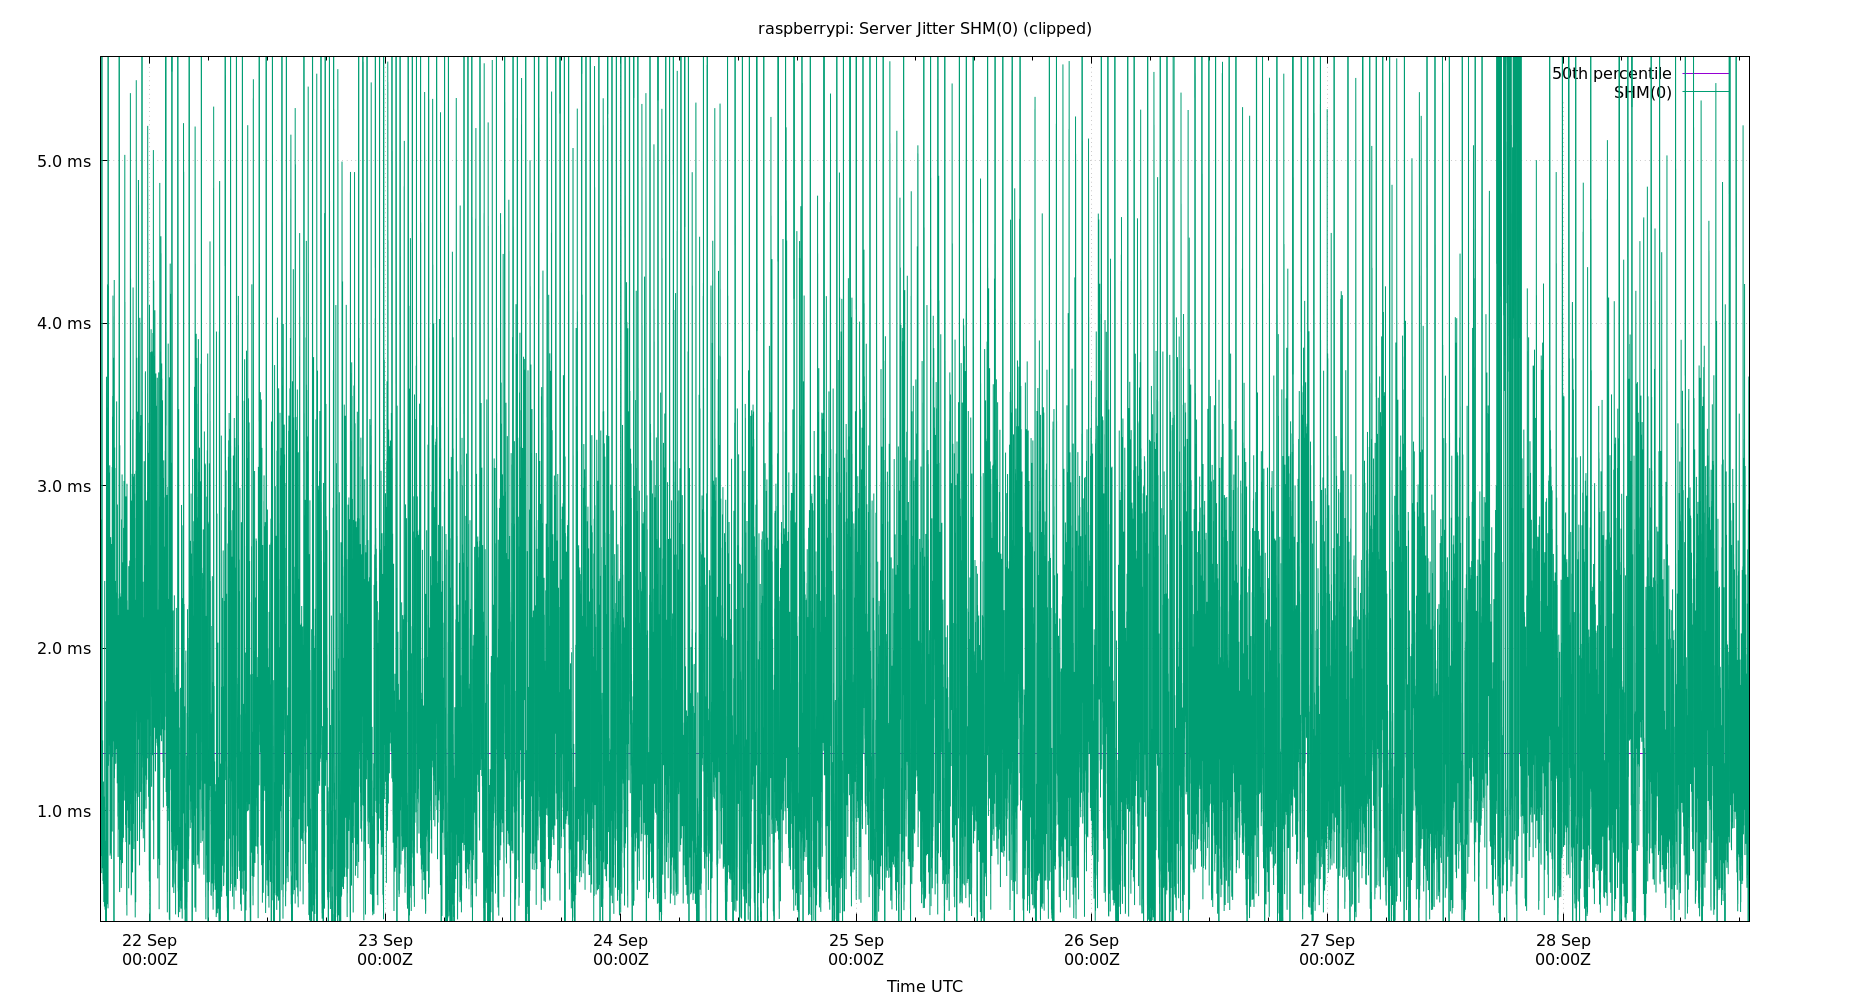 raspberrypi: Server Jitter SHM(0) (clipped)
50th percentile
SHM(0)
5.0 ms
4.0 ms
3.0 ms
2.0 ms
1.0 ms
22 Sep 23 Sep 24 Sep 25 Sep 26 Sep 27 Sep 28 Sep
00:00Z 00:00Z 00:00Z 00:00Z 00:00Z 00:00Z 00:00Z
Time UTC